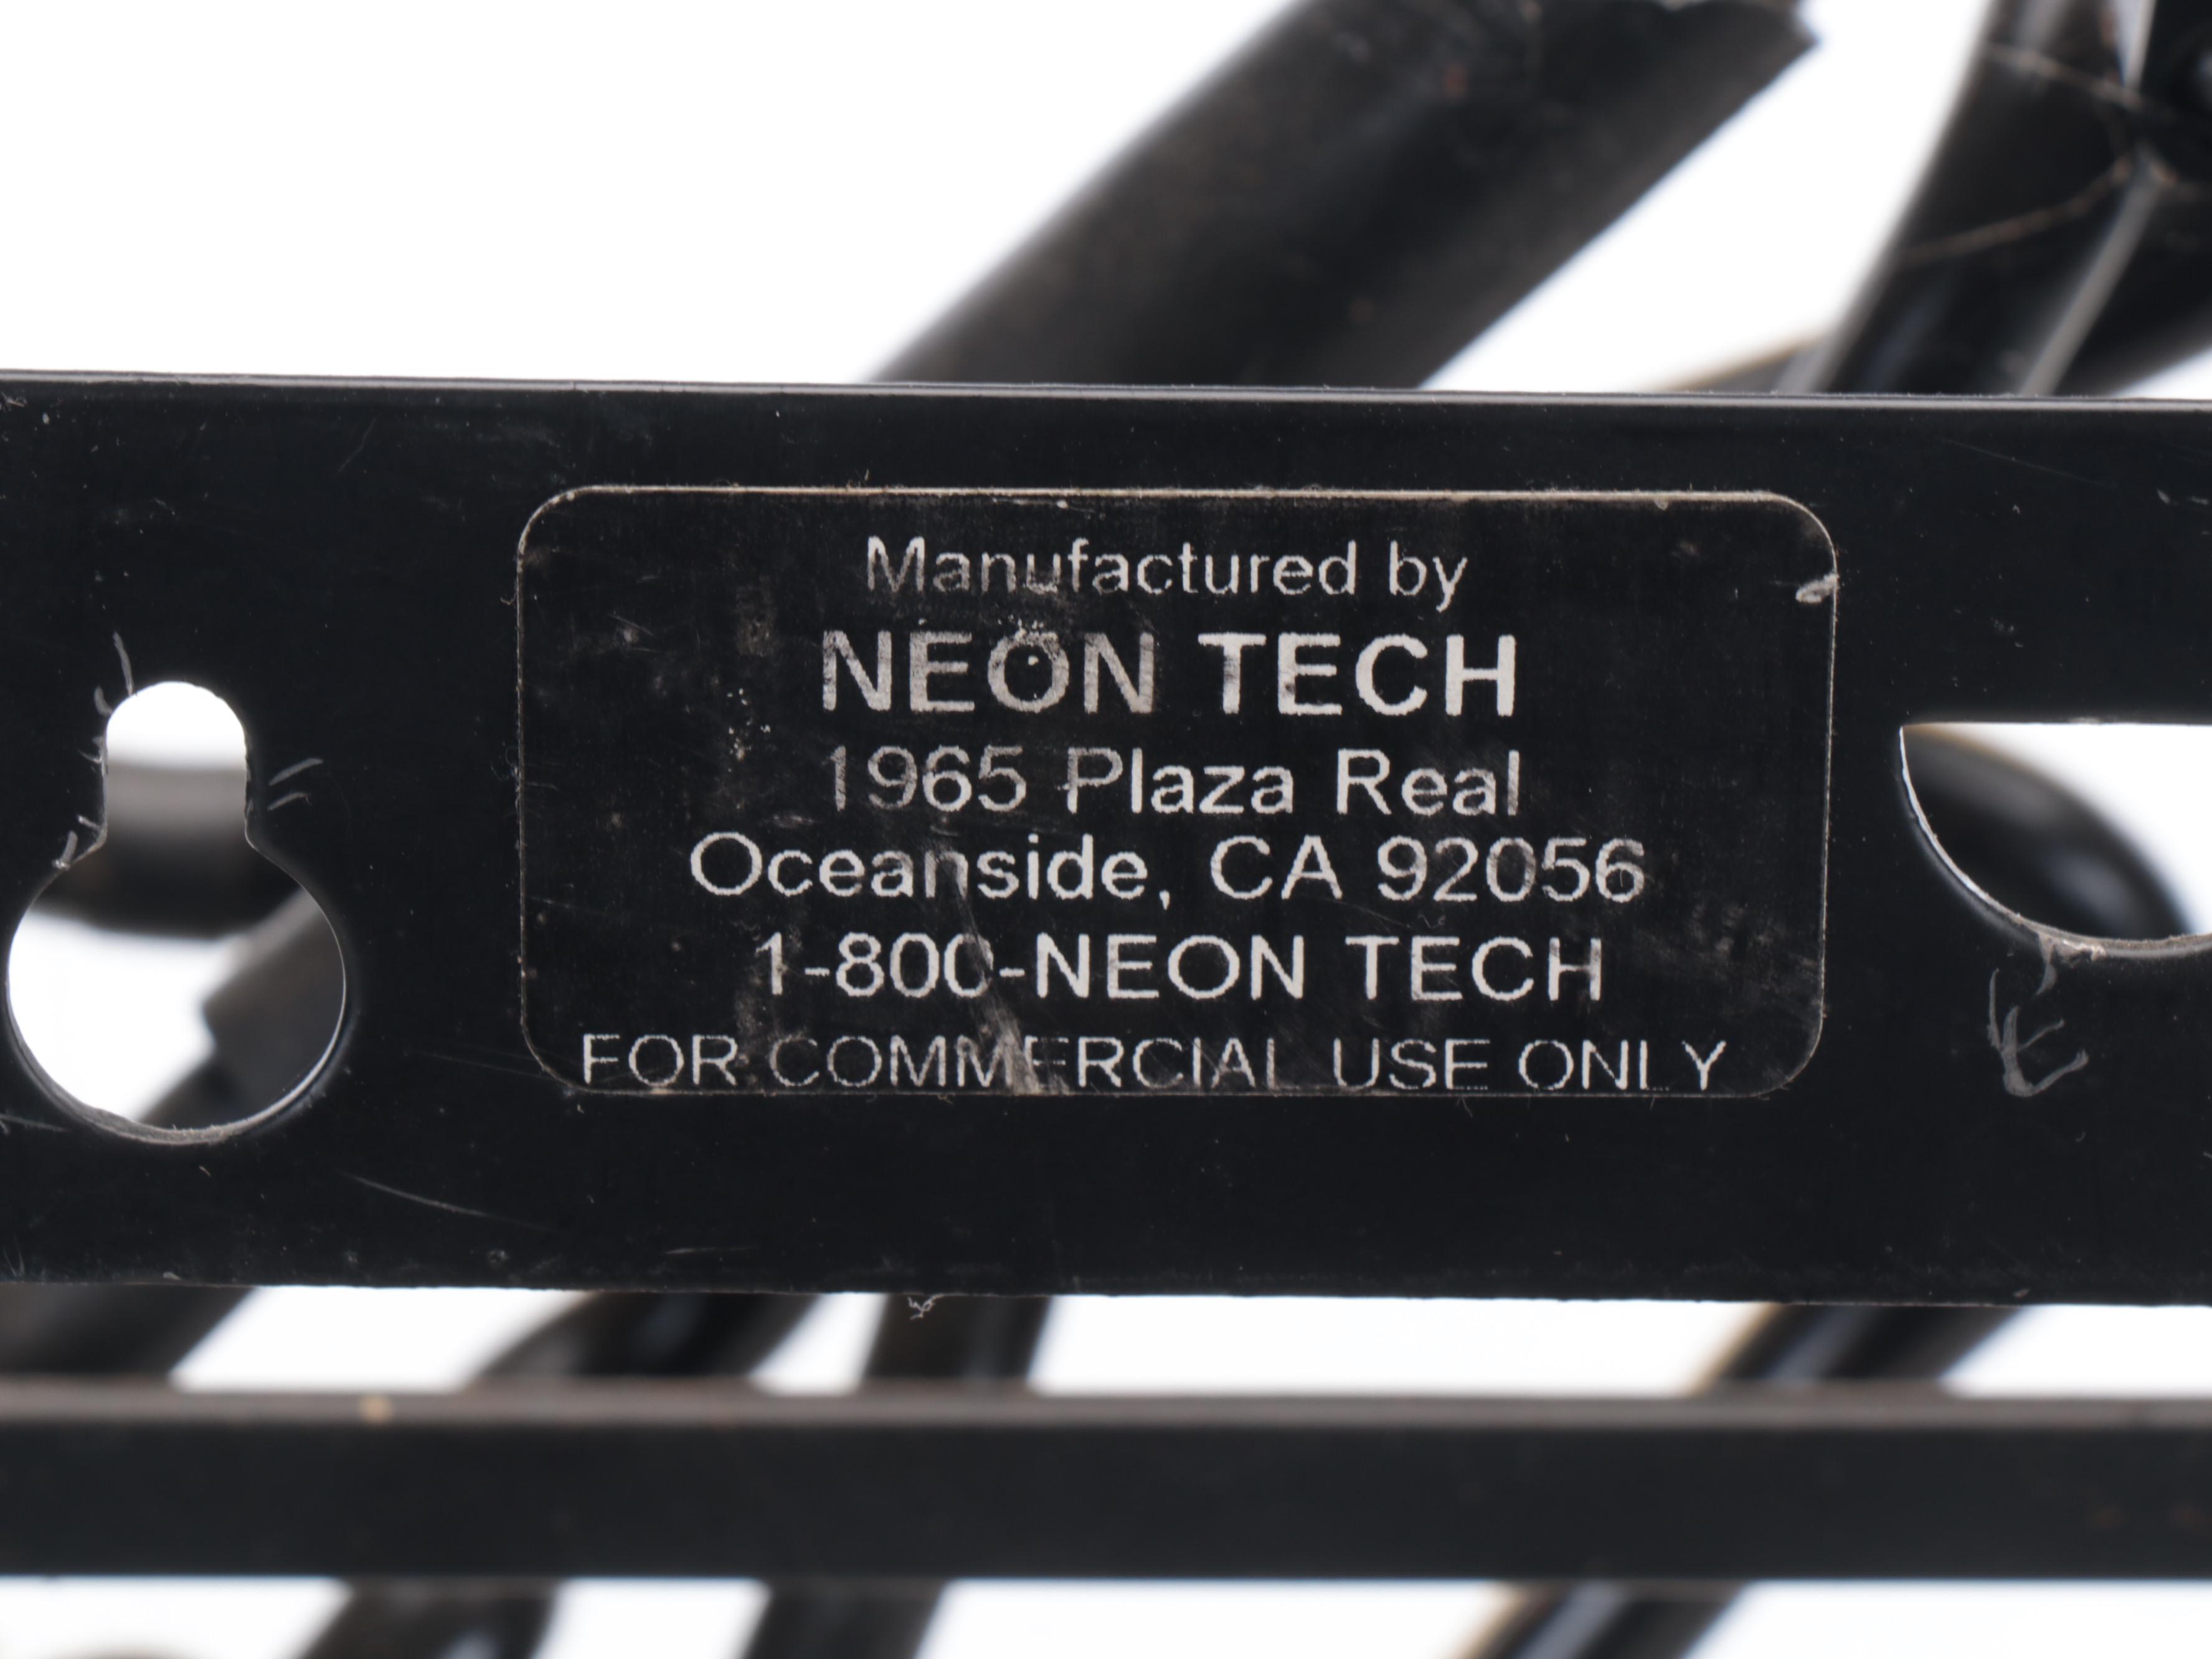 Manufactured by
NEON TECH
1965 Plaza Real
Oceanside, CA 92056
1-800-NEON TECH
FOR COMMERCIAL USE ONLY